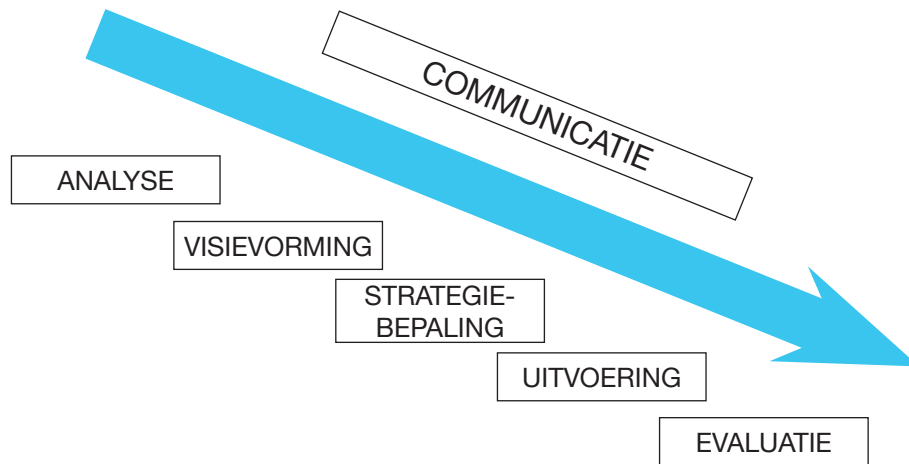 COMMUNICATIE
ANALYSE
VISIEVORMING
STRATEGIE-
BEPALING
UITVOERING
EVALUATIE